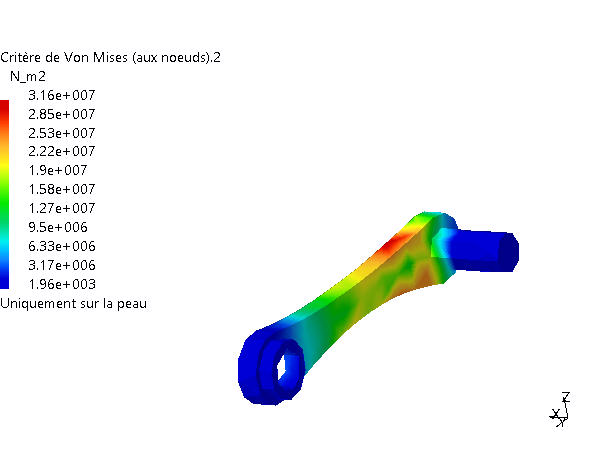 Critère de Von Mises (aux noeuds).2
N_m2
3.16e+007
2.85e+007
2.53e+007
2.22e+007
1.9e+007
1.58e+007
1.27e+007
9.5e+006
6.33e+006
3.17e+006
1.96e+003
Uniquement sur la peau
Z
X
Y